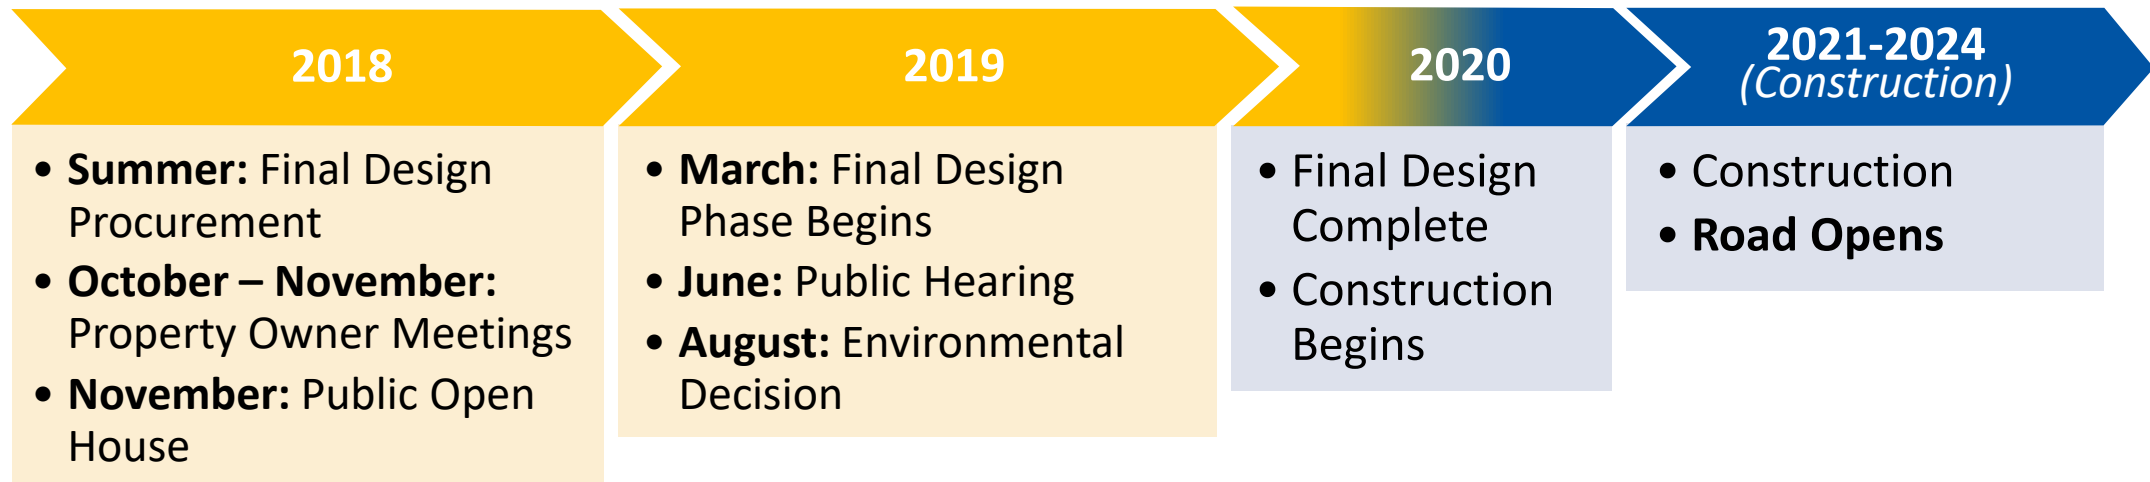 2018
• Summer: Final Design
Procurement
• October – November:
Property Owner Meetings
• November: Public Open
House
2019
• March: Final Design
Phase Begins
• June: Public Hearing
• August: Environmental
Decision
2020
• Final Design
Complete
• Construction
Begins
2021-2024
(Construction)
• Construction
• Road Opens